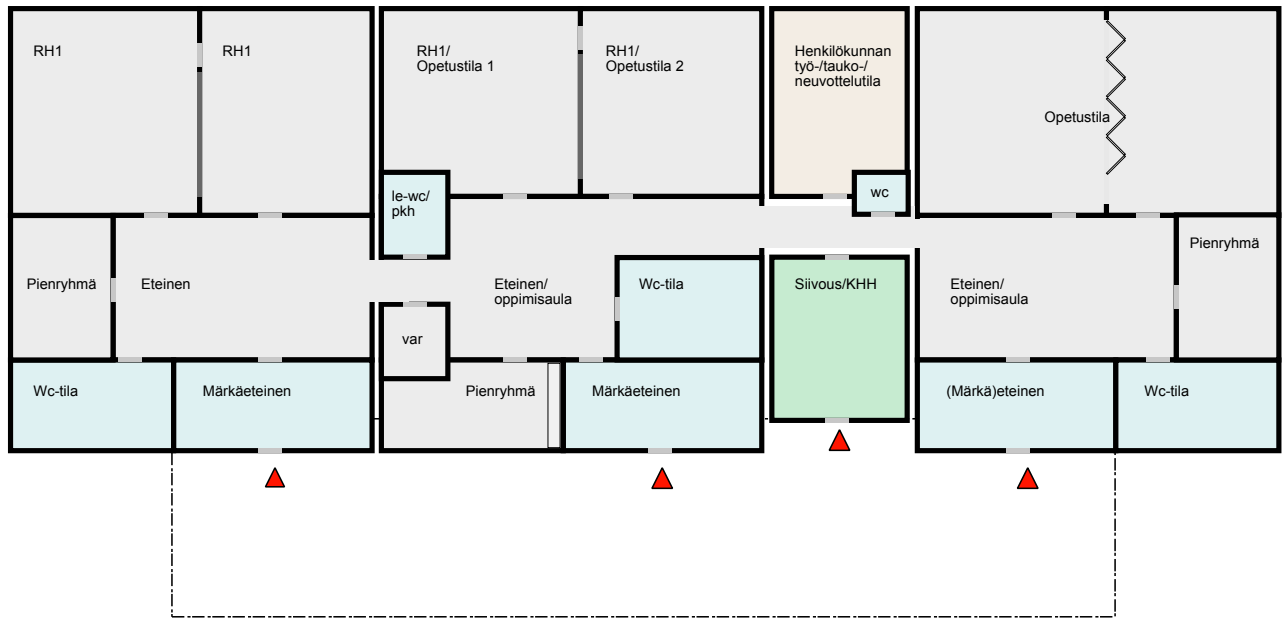 RH1
RH1
RH1/
Opetustila 1
RH1/
Opetustila 2
Henkilökunnan
työ-/tauko-/
neuvottelutila
Opetustila
le-wc/
pkh
wc
Pienryhmä
Eteinen
Eteinen/
oppimisaula
Wc-tila
Siivous/KHH
Eteinen/
oppimisaula
Pienryhmä
var
Wc-tila
Märkäeteinen
Pienryhmä
Märkäeteinen
(Märkä)eteinen
Wc-tila